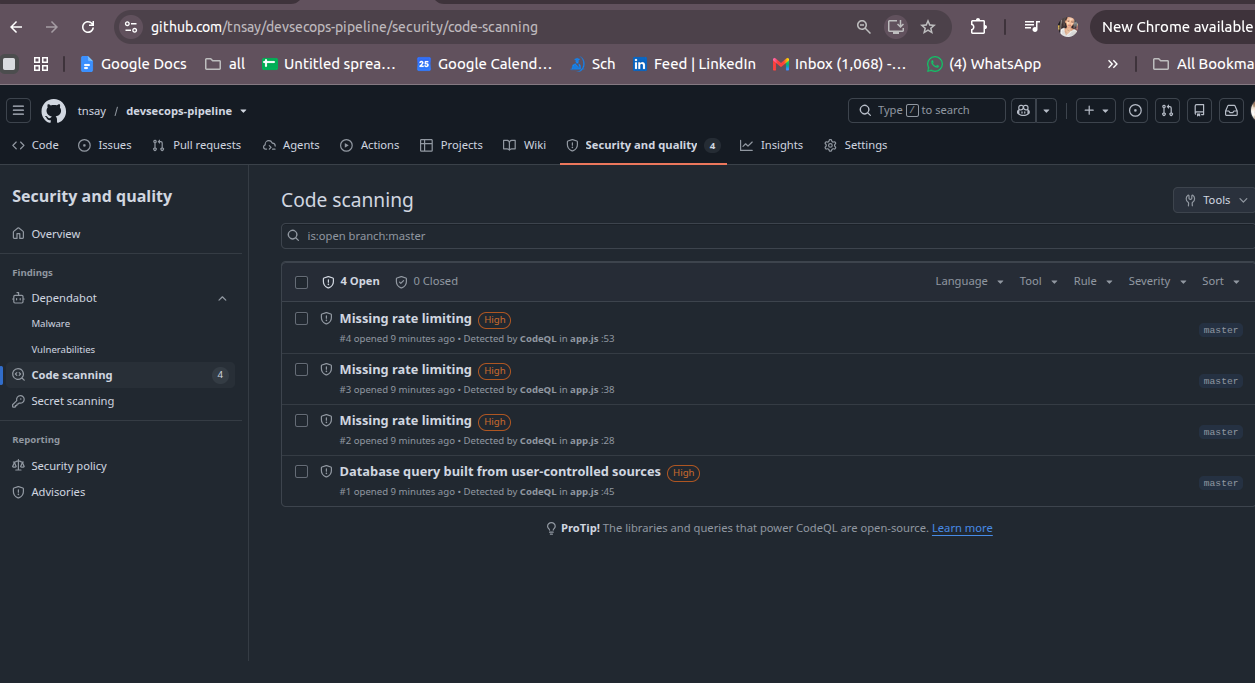 github.com/tnsay/devsecops-pipeline/security/code-scanning
New Chrome available
Google Docs all Untitled sprea... 25 Google Calend... Sch in Feed | LinkedIn Inbox (1,068) -... (4) WhatsApp » All Bookma
tnsay / devsecops-pipeline Type / to search
Code Issues Pull requests Agents Actions Projects Wiki Security and quality 4 Insights Settings
Security and quality
Overview
Findings
Dependabot
Malware
Vulnerabilities
Code scanning 4
Secret scanning
Reporting
Security policy
Advisories
Code scanning
Tools
is:open branch:master
4 Open 0 Closed Language Tool Rule Severity Sort
Missing rate limiting High
#4 opened 9 minutes ago • Detected by CodeQL in app.js :53
master
Missing rate limiting High
#3 opened 9 minutes ago • Detected by CodeQL in app.js :38
master
Missing rate limiting High
#2 opened 9 minutes ago • Detected by CodeQL in app.js :28
master
Database query built from user-controlled sources High
#1 opened 9 minutes ago • Detected by CodeQL in app.js :45
master
ProTip! The libraries and queries that power CodeQL are open-source. Learn more